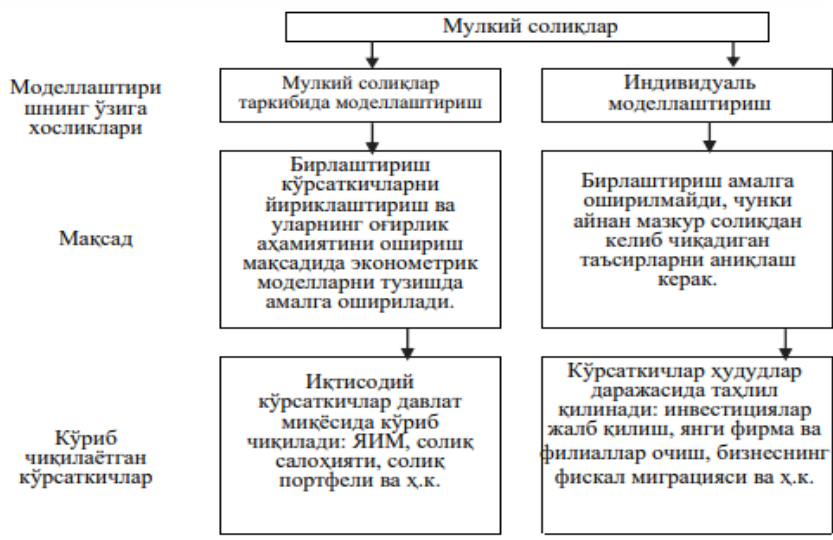 Мулкий солиқлар
Моделлаштири
шнинг ўзига
хосликлари
Мулкий солиқлар
таркибида моделлаштириш
Индивидуаль
моделлаштириш
Мақсад
Бирлаштириш
кўрсаткичларни
йириклаштириш ва
уларнинг оғирлик
аҳамиятини ошириш
мақсадида эконометрик
моделларни тузишда
амалга оширилади.
Бирлаштириш амалга
оширилмайди, чунки
айнан мазкур солиқдан
келиб чиқадиган
таъсирларни аниқлаш
керак.
Кўриб
чиқилаётган
кўрсаткичлар
Иқтисодий
кўрсаткичлар давлат
миқёсида кўриб
чиқилади: ЯИМ, солиқ
салоҳияти, солиқ
портфели ва ҳ.к.
Кўрсаткичлар ҳудудлар
даражасида таҳлил
қилинади: инвестициялар
жалб қилиш, янги фирма ва
филиаллар очиш, бизнеснинг
фискал миграцияси ва ҳ.к.